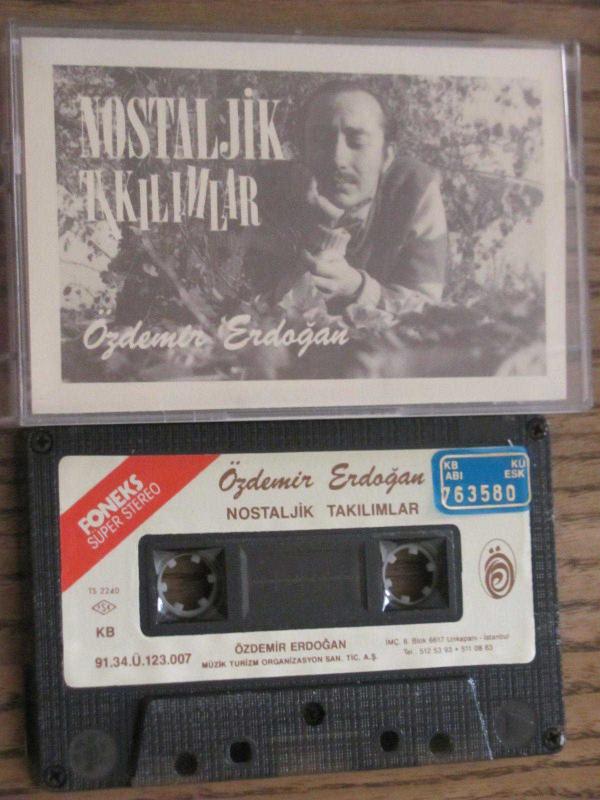 NOSTALJİK
TAKILIMLAR
Özdemir Erdoğan
FONEKS
SÜPER STEREO
Özdemir Erdoğan
NOSTALJİK TAKILIMLAR
KB KÜ
ABI ESK
763580
TS 2240
TSE
KB
91.34.Ü.123.007
ÖZDEMİR ERDOĞAN
MÜZİK TURİZM ORGANİZASYON SAN. TİC. A.Ş.
İMÇ. 6. Blok 6617 Unkapanı - İstanbul
Tel.: 512 53 93 • 511 08 63